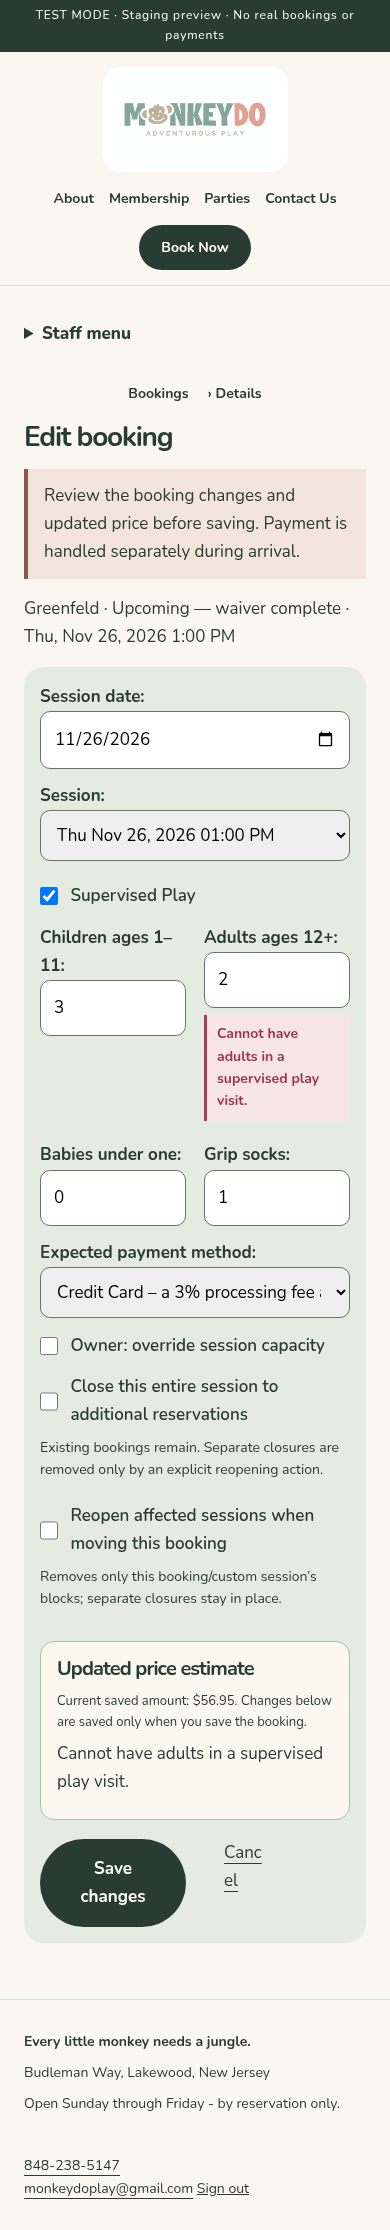 TEST MODE · Staging preview · No real bookings or
payments
MONKEYDO
ADVENTUROUS PLAY
About Membership Parties Contact Us
Book Now
Staff menu
Bookings › Details
Edit booking
Review the booking changes and
updated price before saving. Payment is
handled separately during arrival.
Greenfeld · Upcoming — waiver complete ·
Thu, Nov 26, 2026 1:00 PM
Session date:
11/26/2026
Session:
Thu Nov 26, 2026 01:00 PM
Supervised Play
Children ages 1–
11:
3
Adults ages 12+:
2
Cannot have
adults in a
supervised play
visit.
Babies under one:
0
Grip socks:
1
Expected payment method:
Credit Card – a 3% processing fee
Owner: override session capacity
Close this entire session to
additional reservations
Existing bookings remain. Separate closures are
removed only by an explicit reopening action.
Reopen affected sessions when
moving this booking
Removes only this booking/custom session’s
blocks; separate closures stay in place.
Updated price estimate
Current saved amount: $56.95. Changes below
are saved only when you save the booking.
Cannot have adults in a supervised
play visit.
Save
changes
Canc
el
Every little monkey needs a jungle.
Budleman Way, Lakewood, New Jersey
Open Sunday through Friday - by reservation only.
848-238-5147
monkeydoplay@gmail.com Sign out